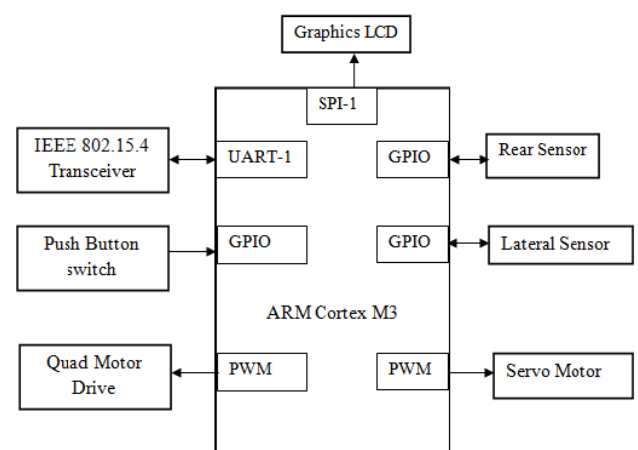 Graphics LCD
SPI-1
IEEE 802.15.4
Transceiver
UART-1
GPIO
Rear Sensor
Push Button
switch
GPIO
GPIO
Lateral Sensor
ARM Cortex M3
Quad Motor
Drive
PWM
PWM
Servo Motor